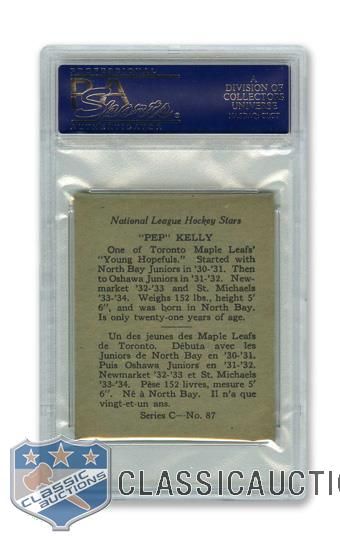 PROFESSIONAL
PSA
Sports
AUTHENTICATOR
A
DIVISION OF
COLLECTORS
UNIVERSE
NASDAQ: CLCT
National League Hockey Stars
"PEP" KELLY
One of Toronto Maple Leafs'
"Young Hopefuls." Started with
North Bay Juniors in '30-'31. Then
to Oshawa Juniors in '31-'32. New-
market '32-'33 and St. Michaels
'33-'34. Weighs 152 lbs., height 5'
6", and was born in North Bay.
Is only twenty-one years of age.
Un des jeunes des Maple Leafs
de Toronto. Débuta avec les
Juniors de North Bay en '30-'31.
Puis Oshawa Juniors en '31-'32.
Newmarket '32-'33 et St. Michaels
'33-'34. Pèse 152 livres, mesure 5'
6". Né à North Bay. Il n'a que
vingt-et-un ans.
Series C—No. 87
CLASSIC
AUCTIONS
CLASSICAUCTI